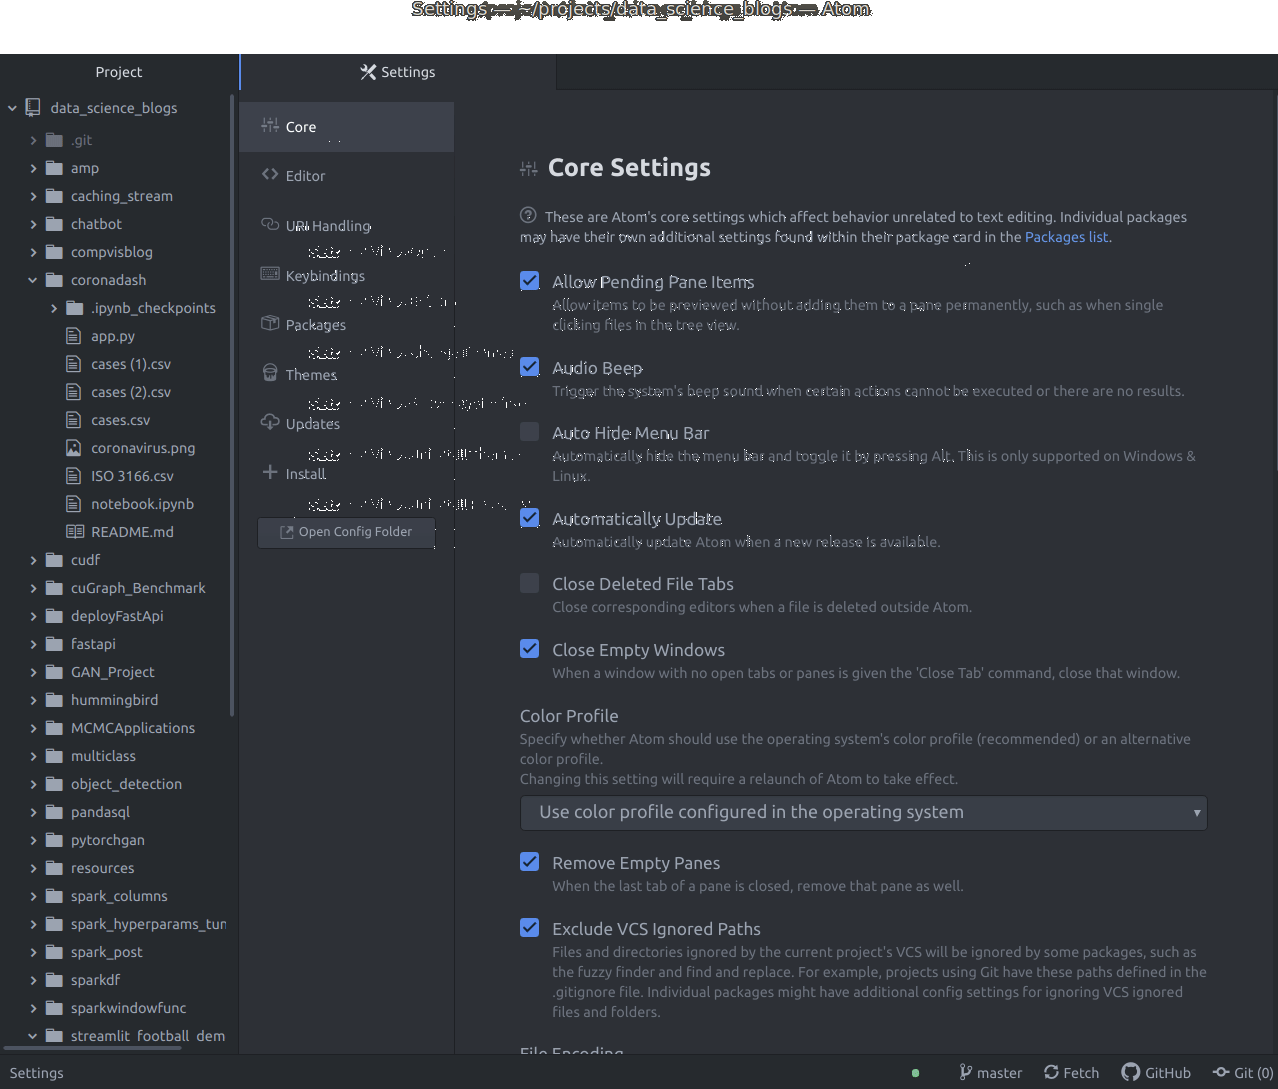 Settings — ~/projects/data_science_blogs — Atom
Project
Settings
data_science_blogs
.git
amp
caching_stream
chatbot
compvisblog
coronadash
.ipynb_checkpoints
app.py
cases (1).csv
cases (2).csv
cases.csv
coronavirus.png
ISO 3166.csv
notebook.ipynb
README.md
cudf
cuGraph_Benchmark
deployFastApi
fastapi
GAN_Project
hummingbird
MCMCApplications
multiclass
object_detection
pandasql
pytorchgan
resources
spark_columns
spark_hyperparams_tun
spark_post
sparkdf
sparkwindowfunc
streamlit_football_dem
Core
Editor
URI Handling
Keybindings
Packages
Themes
Updates
Install
Open Config Folder
Core Settings
These are Atom's core settings which affect behavior unrelated to text editing. Individual packages
may have their own additional settings found within their package card in the Packages list.
Allow Pending Pane Items
Allow items to be previewed without adding them to a pane permanently, such as when single
clicking files in the tree view.
Audio Beep
Trigger the system's beep sound when certain actions cannot be executed or there are no results.
Auto Hide Menu Bar
Automatically hide the menu bar and toggle it by pressing Alt. This is only supported on Windows &
Linux.
Automatically Update
Automatically update Atom when a new release is available.
Close Deleted File Tabs
Close corresponding editors when a file is deleted outside Atom.
Close Empty Windows
When a window with no open tabs or panes is given the 'Close Tab' command, close that window.
Color Profile
Specify whether Atom should use the operating system's color profile (recommended) or an alternative
color profile.
Changing this setting will require a relaunch of Atom to take effect.
Use color profile configured in the operating system
Remove Empty Panes
When the last tab of a pane is closed, remove that pane as well.
Exclude VCS Ignored Paths
Files and directories ignored by the current project's VCS will be ignored by some packages, such as
the fuzzy finder and find and replace. For example, projects using Git have these paths defined in the
.gitignore file. Individual packages might have additional config settings for ignoring VCS ignored
files and folders.
File Encoding
Settings
master
Fetch
GitHub
Git (0)